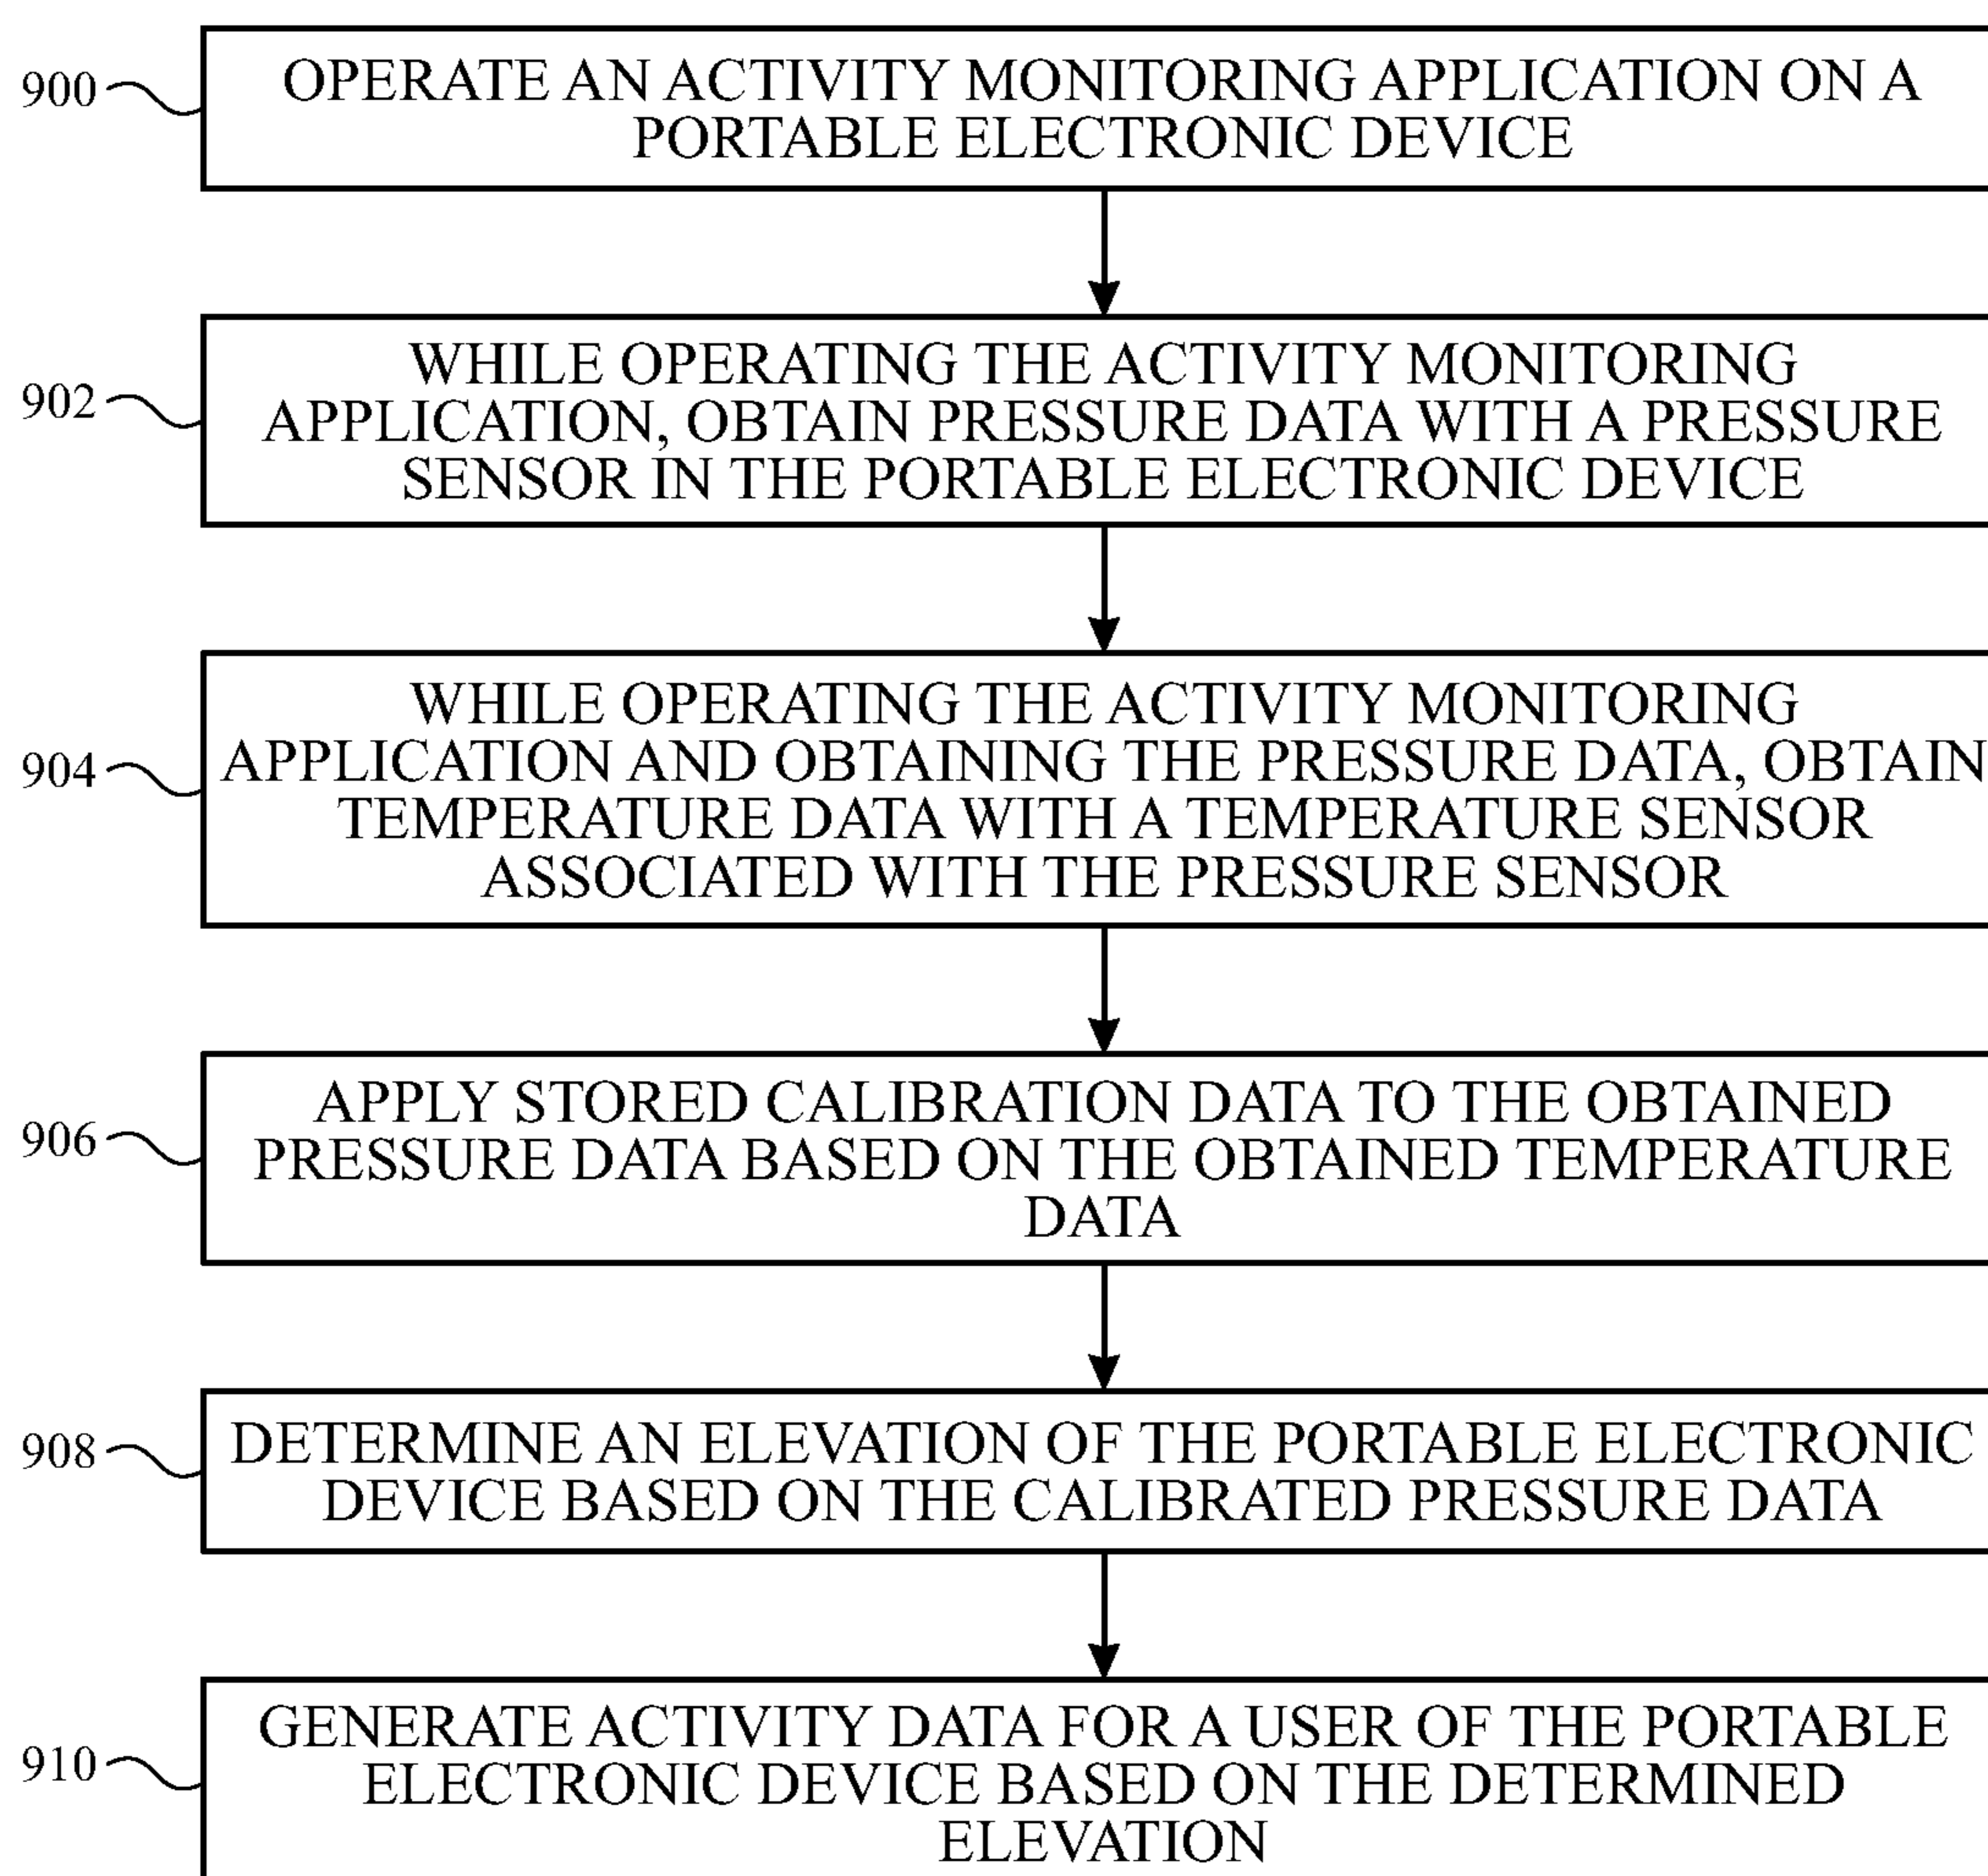 900
OPERATE AN ACTIVITY MONITORING APPLICATION ON A
PORTABLE ELECTRONIC DEVICE
902
WHILE OPERATING THE ACTIVITY MONITORING
APPLICATION, OBTAIN PRESSURE DATA WITH A PRESSURE
SENSOR IN THE PORTABLE ELECTRONIC DEVICE
904
WHILE OPERATING THE ACTIVITY MONITORING
APPLICATION AND OBTAINING THE PRESSURE DATA, OBTAIN
TEMPERATURE DATA WITH A TEMPERATURE SENSOR
ASSOCIATED WITH THE PRESSURE SENSOR
906
APPLY STORED CALIBRATION DATA TO THE OBTAINED
PRESSURE DATA BASED ON THE OBTAINED TEMPERATURE
DATA
908
DETERMINE AN ELEVATION OF THE PORTABLE ELECTRONIC
DEVICE BASED ON THE CALIBRATED PRESSURE DATA
910
GENERATE ACTIVITY DATA FOR A USER OF THE PORTABLE
ELECTRONIC DEVICE BASED ON THE DETERMINED
ELEVATION